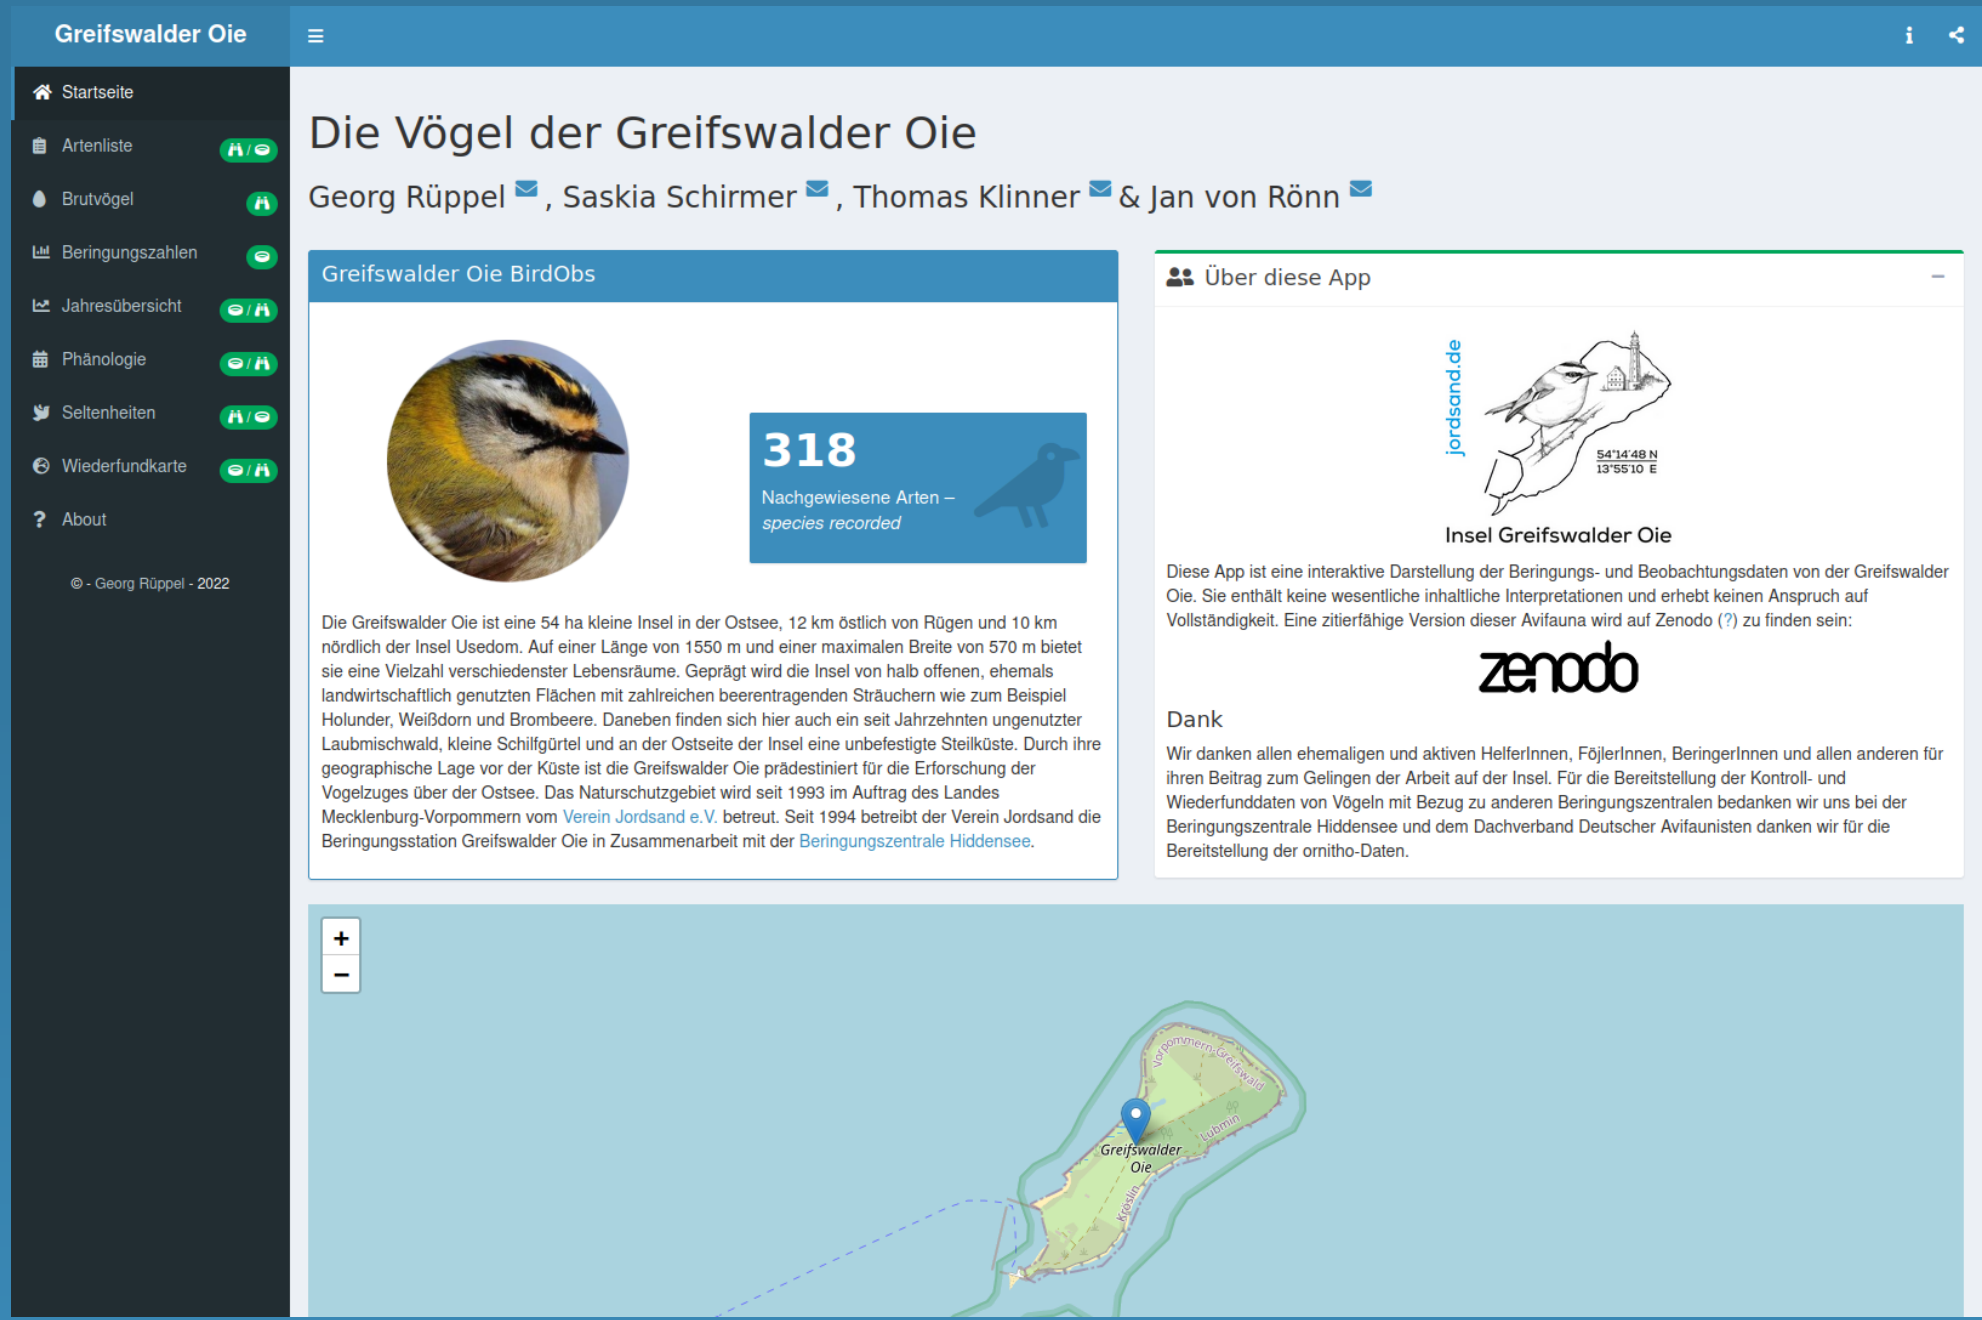 Greifswalder Oie
Startseite
Artenliste
Brutvögel
Beringungszahlen
Jahresübersicht
Phänologie
Seltenheiten
Wiederfundkarte
About
© - Georg Rüppel - 2022
Die Vögel der Greifswalder Oie
Georg Rüppel , Saskia Schirmer , Thomas Klinner & Jan von Rönn
Greifswalder Oie BirdObs
318
Nachgewiesene Arten –
species recorded
Die Greifswalder Oie ist eine 54 ha kleine Insel in der Ostsee, 12 km östlich von Rügen und 10 km
nördlich der Insel Usedom. Auf einer Länge von 1550 m und einer maximalen Breite von 570 m bietet
sie eine Vielzahl verschiedenster Lebensräume. Geprägt wird die Insel von halb offenen, ehemals
landwirtschaftlich genutzten Flächen mit zahlreichen beerentragenden Sträuchern wie zum Beispiel
Holunder, Weißdorn und Brombeere. Daneben finden sich hier auch ein seit Jahrzehnten ungenutzter
Laubmischwald, kleine Schilfgürtel und an der Ostseite der Insel eine unbefestigte Steilküste. Durch ihre
geographische Lage vor der Küste ist die Greifswalder Oie prädestiniert für die Erforschung der
Vogelzuges über der Ostsee. Das Naturschutzgebiet wird seit 1993 im Auftrag des Landes
Mecklenburg-Vorpommern vom Verein Jordsand e.V. betreut. Seit 1994 betreibt der Verein Jordsand die
Beringungsstation Greifswalder Oie in Zusammenarbeit mit der Beringungszentrale Hiddensee.
Über diese App
jordsand.de
54°14'48 N
13°55'10 E
Insel Greifswalder Oie
Diese App ist eine interaktive Darstellung der Beringungs- und Beobachtungsdaten von der Greifswalder
Oie. Sie enthält keine wesentliche inhaltliche Interpretationen und erhebt keinen Anspruch auf
Vollständigkeit. Eine zitierfähige Version dieser Avifauna wird auf Zenodo (?) zu finden sein:
zenodo
Dank
Wir danken allen ehemaligen und aktiven HelferInnen, FöjlerInnen, BeringerInnen und allen anderen für
ihren Beitrag zum Gelingen der Arbeit auf der Insel. Für die Bereitstellung der Kontroll- und
Wiederfunddaten von Vögeln mit Bezug zu anderen Beringungszentralen bedanken wir uns bei der
Beringungszentrale Hiddensee und dem Dachverband Deutscher Avifaunisten danken wir für die
Bereitstellung der ornitho-Daten.
+
−
Vorpommern-Greifswald
Lubmin
Greifswalder
Oie
Kröslin